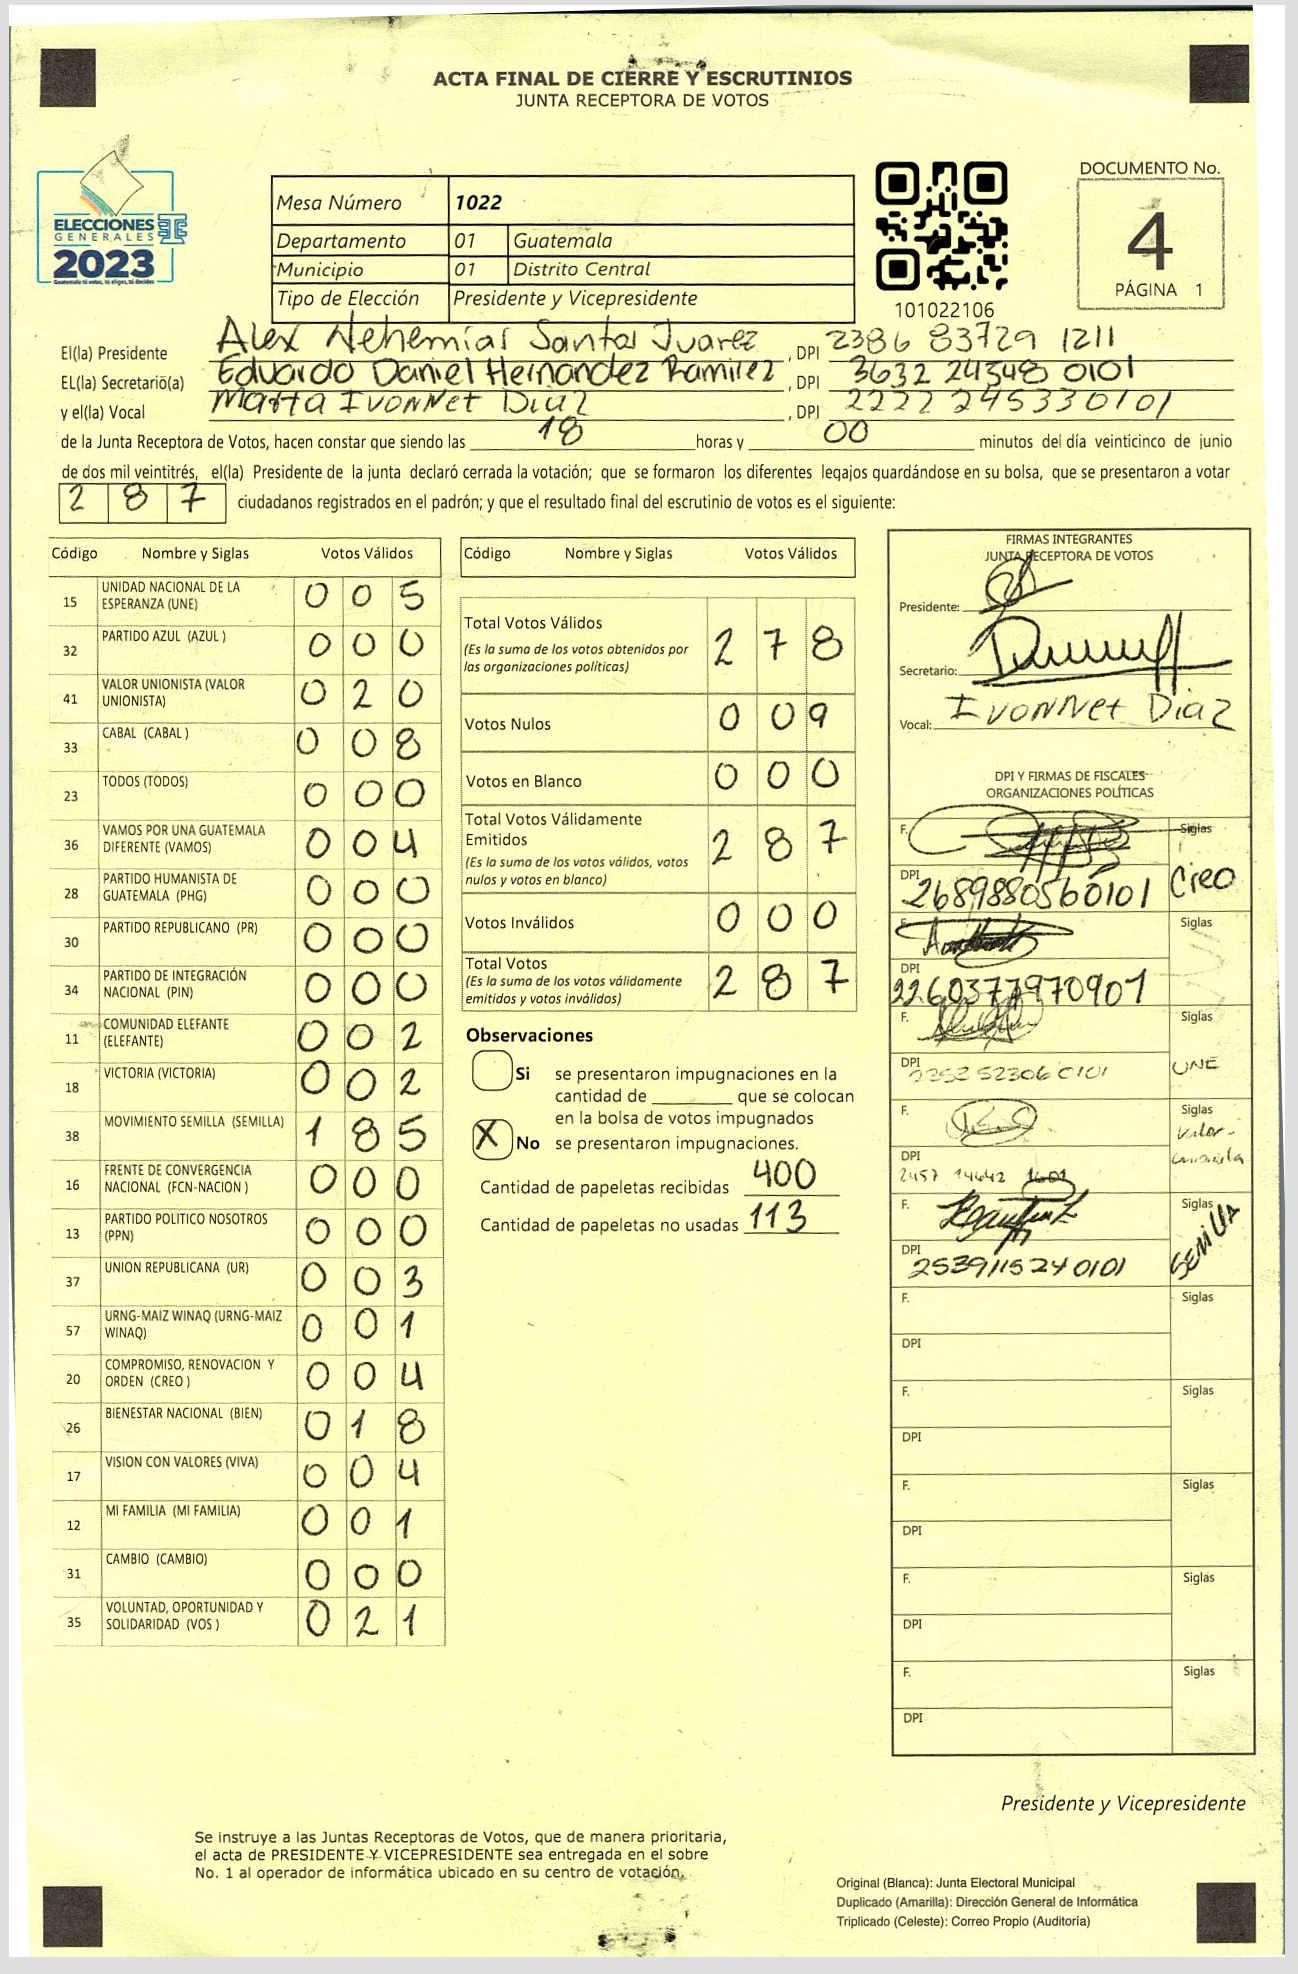 ACTA FINAL DE CIERRE Y ESCRUTINIOS
JUNTA RECEPTORA DE VOTOS
ELECCIONES
GENERALES
2023
Guatemala tú votas, tú eliges, tú decides
Mesa Número 1022
Departamento 01 Guatemala
Municipio 01 Distrito Central
Tipo de Elección Presidente y Vicepresidente
101022106
DOCUMENTO No.
4
PÁGINA 1
El(la) Presidente Alex Nehemías Santos Juarez, DPI 2386 83729 1211
EL(la) Secretario(a) Eduardo Daniel Hernandez Ramirez, DPI 3632 24348 0101
y el(la) Vocal Marta Ivonnet Diaz, DPI 2222 24533 0101
de la Junta Receptora de Votos, hacen constar que siendo las 18 horas y 00 minutos del día veinticinco de junio
de dos mil veintitrés, el(la) Presidente de la junta declaró cerrada la votación; que se formaron los diferentes legajos guardándose en su bolsa, que se presentaron a votar
2 8 7 ciudadanos registrados en el padrón; y que el resultado final del escrutinio de votos es el siguiente:
Código Nombre y Siglas Votos Válidos
15 UNIDAD NACIONAL DE LA ESPERANZA (UNE) 0 0 5
32 PARTIDO AZUL (AZUL ) 0 0 0
41 VALOR UNIONISTA (VALOR UNIONISTA) 0 2 0
33 CABAL (CABAL ) 0 0 8
23 TODOS (TODOS) 0 0 0
36 VAMOS POR UNA GUATEMALA DIFERENTE (VAMOS) 0 0 4
28 PARTIDO HUMANISTA DE GUATEMALA (PHG) 0 0 0
30 PARTIDO REPUBLICANO (PR) 0 0 0
34 PARTIDO DE INTEGRACIÓN NACIONAL (PIN) 0 0 0
11 COMUNIDAD ELEFANTE (ELEFANTE) 0 0 2
18 VICTORIA (VICTORIA) 0 0 2
38 MOVIMIENTO SEMILLA (SEMILLA) 1 8 5
16 FRENTE DE CONVERGENCIA NACIONAL (FCN-NACION ) 0 0 0
13 PARTIDO POLITICO NOSOTROS (PPN) 0 0 0
37 UNION REPUBLICANA (UR) 0 0 3
57 URNG-MAIZ WINAQ (URNG-MAIZ WINAQ) 0 0 1
20 COMPROMISO, RENOVACION Y ORDEN (CREO ) 0 0 4
26 BIENESTAR NACIONAL (BIEN) 0 1 8
17 VISION CON VALORES (VIVA) 0 0 4
12 MI FAMILIA (MI FAMILIA) 0 0 1
31 CAMBIO (CAMBIO) 0 0 0
35 VOLUNTAD, OPORTUNIDAD Y SOLIDARIDAD (VOS ) 0 2 1
Código Nombre y Siglas Votos Válidos
Total Votos Válidos 2 7 8
(Es la suma de los votos obtenidos por
las organizaciones políticas)
Votos Nulos 0 0 9
Votos en Blanco 0 0 0
Total Votos Válidamente
Emitidos 2 8 7
(Es la suma de los votos válidos, votos
nulos y votos en blanco)
Votos Inválidos 0 0 0
Total Votos 2 8 7
(Es la suma de los votos válidamente
emitidos y votos inválidos)
Observaciones
Si se presentaron impugnaciones en la
cantidad de ________ que se colocan
en la bolsa de votos impugnados
X No se presentaron impugnaciones.
Cantidad de papeletas recibidas 400
Cantidad de papeletas no usadas 113
FIRMAS INTEGRANTES
JUNTA RECEPTORA DE VOTOS
Presidente:
Secretario:
Vocal: Ivonnet Diaz
DPI Y FIRMAS DE FISCALES
ORGANIZACIONES POLÍTICAS
F. Siglas
DPI 2689880560101 Creo
F. Siglas
DPI 2260377970901
F. Siglas
DPI 2352 52306 0101 UNE
F. Siglas
Valor
DPI
2457 14642
F. Siglas
DPI 2539115240101 SEMILLA
F. Siglas
DPI
F. Siglas
DPI
F. Siglas
DPI
F. Siglas
DPI
F. Siglas
DPI
Presidente y Vicepresidente
Se instruye a las Juntas Receptoras de Votos, que de manera prioritaria,
el acta de PRESIDENTE Y VICEPRESIDENTE sea entregada en el sobre
No. 1 al operador de informática ubicado en su centro de votación.
Original (Blanca): Junta Electoral Municipal
Duplicado (Amarilla): Dirección General de Informática
Triplicado (Celeste): Correo Propio (Auditoría)